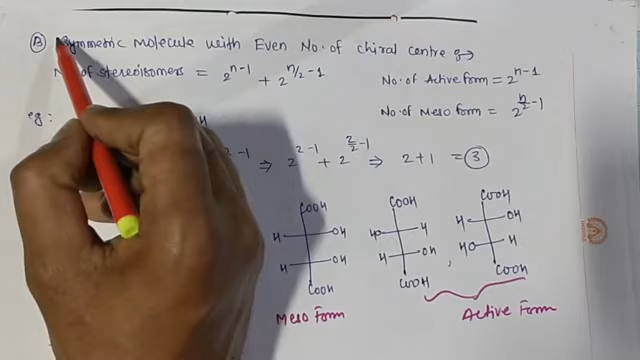 (B) Symmetric Molecule with Even No. of chiral centre
of stereoisomers = 2^(n-1) + 2^(n/2-1)
No. of Active form = 2^(n-1)
No. of Meso form = 2^(n/2-1)
eg:
⇒ 2^(2-1) + 2^(2/2-1) ⇒ 2+1 = 3
COOH COOH COOH
H OH HO H H OH
H OH H OH , HO H
COOH COOH COOH
Meso Form Active Form